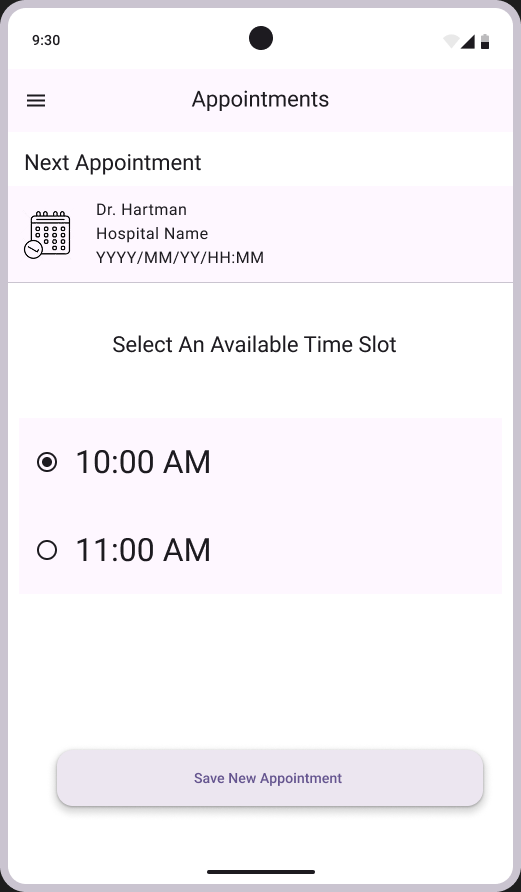 9:30
Appointments
Next Appointment
Dr. Hartman
Hospital Name
YYYY/MM/YY/HH:MM
Select An Available Time Slot
10:00 AM
11:00 AM
Save New Appointment